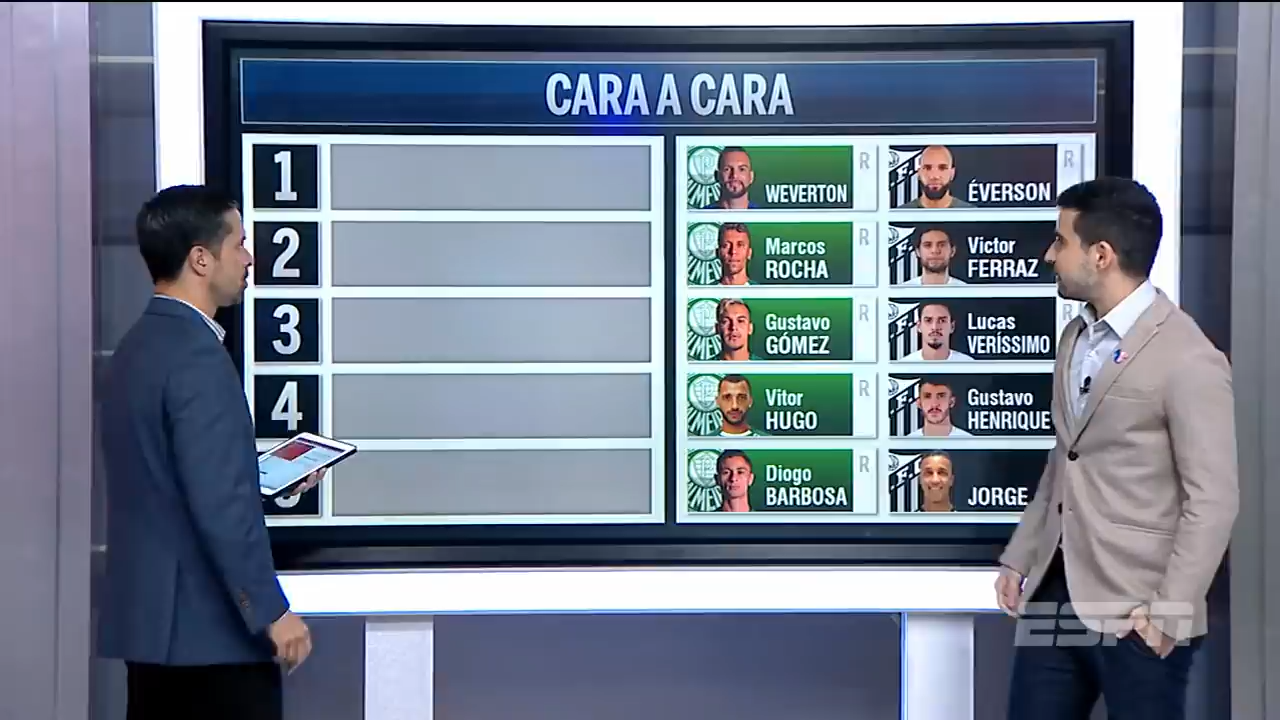 CARA A CARA
1
2
3
4
WEVERTON
R
ÉVERSON
R
Marcos
ROCHA
R
Victor
FERRAZ
Gustavo
GÓMEZ
R
Lucas
VERÍSSIMO
R
Vitor
HUGO
R
Gustavo
HENRIQUE
Diogo
BARBOSA
R
JORGE
ESPN